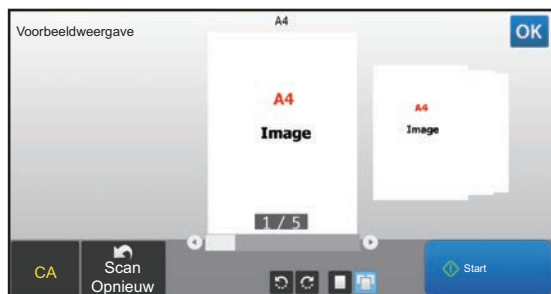 A4
Voorbeeldweergave
OK
A4
Image
A4
Image
1 / 5
CA
Scan
Opnieuw
Start